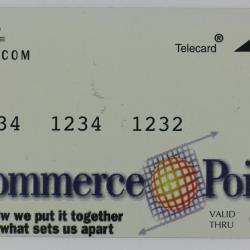 COM
Telecard®
34 1234 1232
ommerce Poi
w we put it together
what sets us apart
VALID
THRU